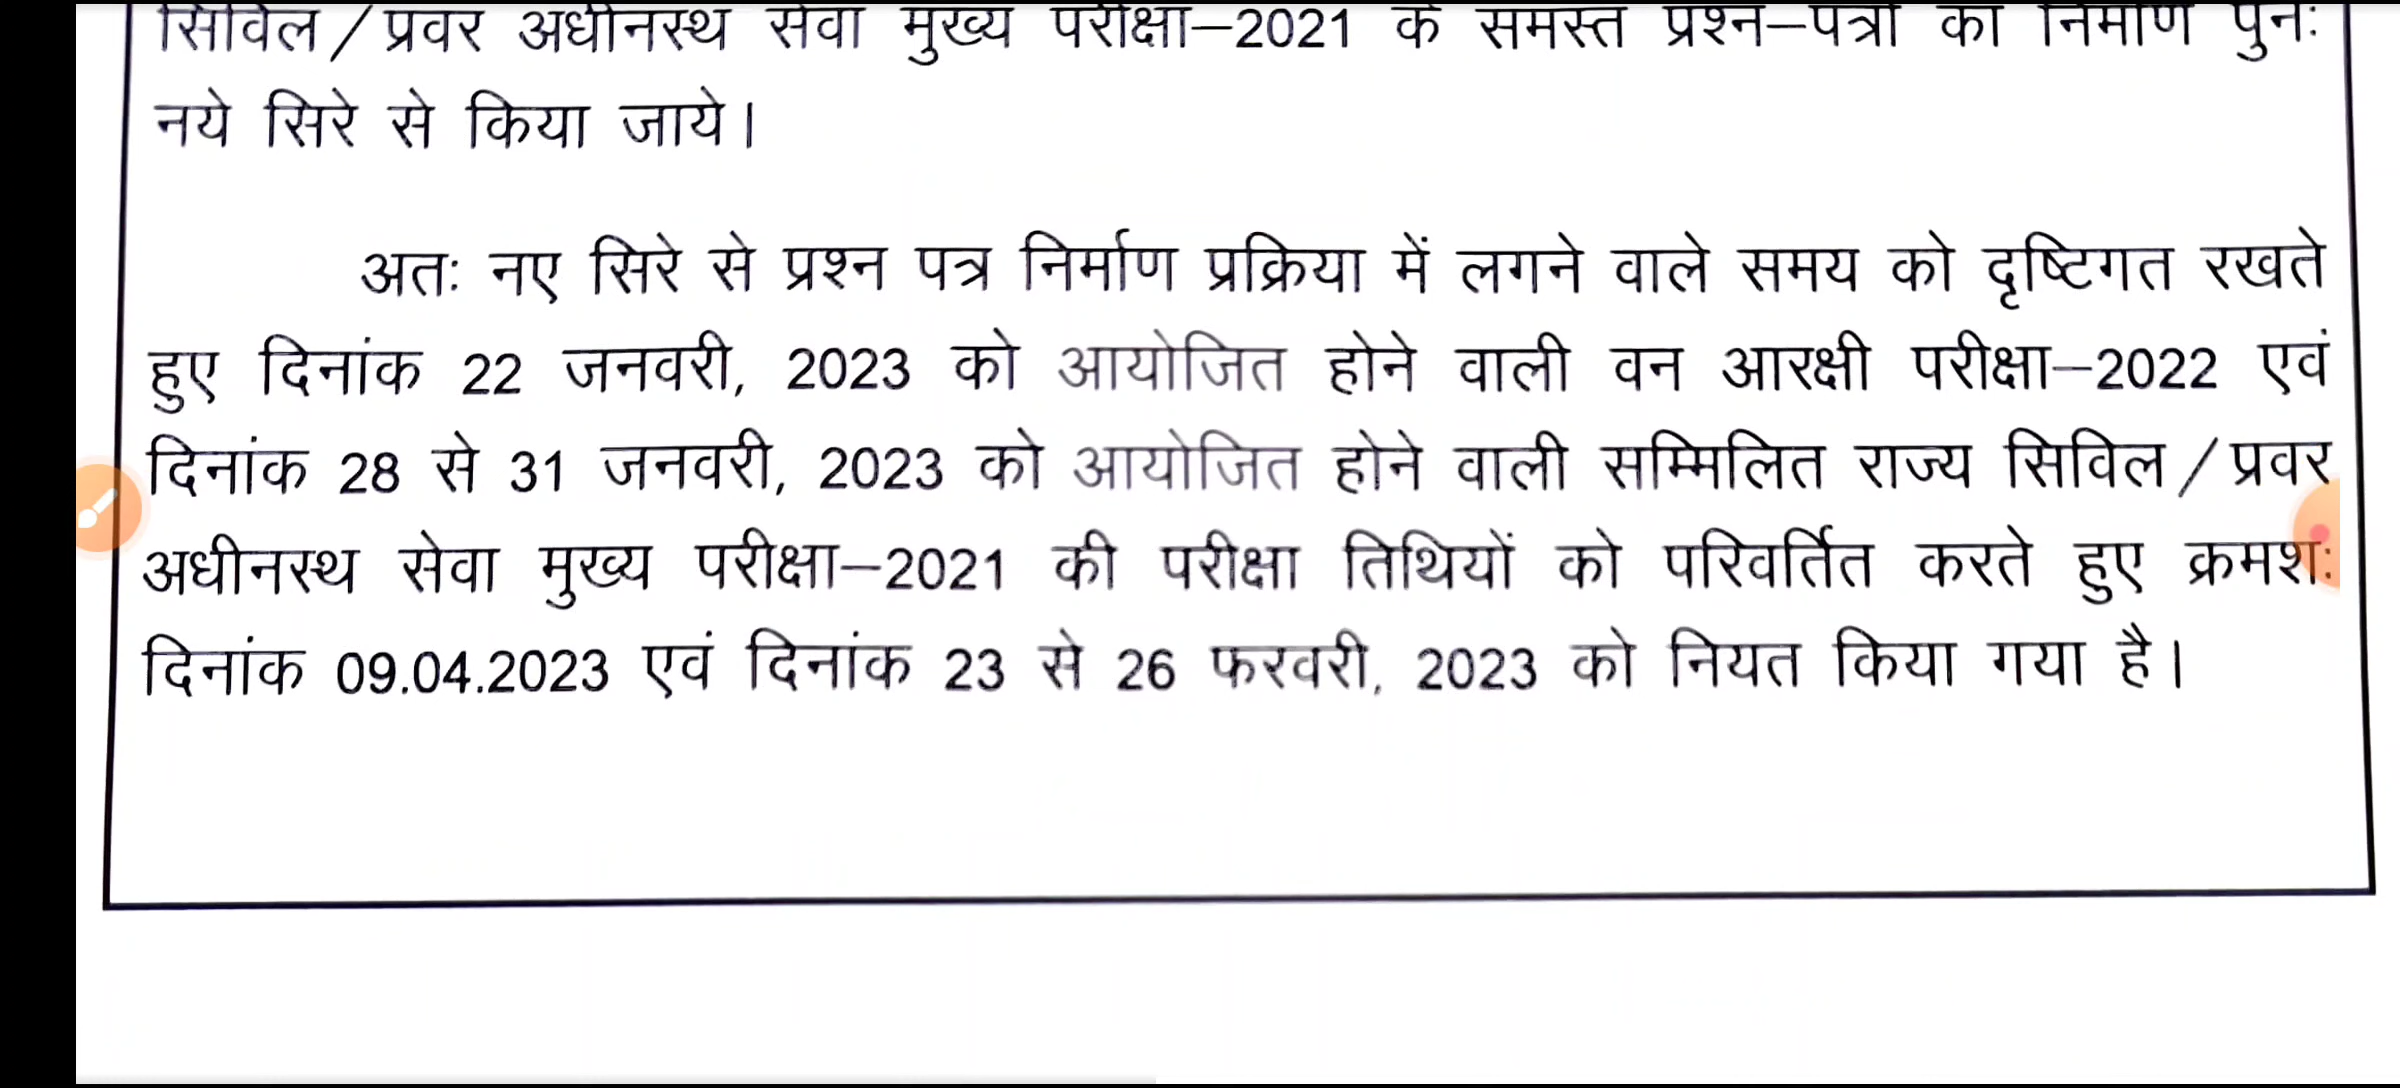 सिविल/प्रवर अधीनस्थ सेवा मुख्य परीक्षा–2021 के समस्त प्रश्न–पत्रों का निर्माण पुनः
नये सिरे से किया जाये।
अतः नए सिरे से प्रश्न पत्र निर्माण प्रक्रिया में लगने वाले समय को दृष्टिगत रखते
हुए दिनांक 22 जनवरी, 2023 को आयोजित होने वाली वन आरक्षी परीक्षा–2022 एवं
दिनांक 28 से 31 जनवरी, 2023 को आयोजित होने वाली सम्मिलित राज्य सिविल/प्रवर
अधीनस्थ सेवा मुख्य परीक्षा–2021 की परीक्षा तिथियों को परिवर्तित करते हुए क्रमशः
दिनांक 09.04.2023 एवं दिनांक 23 से 26 फरवरी, 2023 को नियत किया गया है।